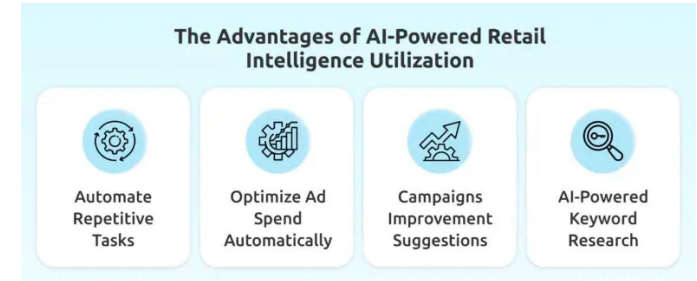 The Advantages of AI-Powered Retail
Intelligence Utilization
Automate
Repetitive
Tasks
Optimize Ad
Spend
Automatically
Campaigns
Improvement
Suggestions
AI-Powered
Keyword
Research